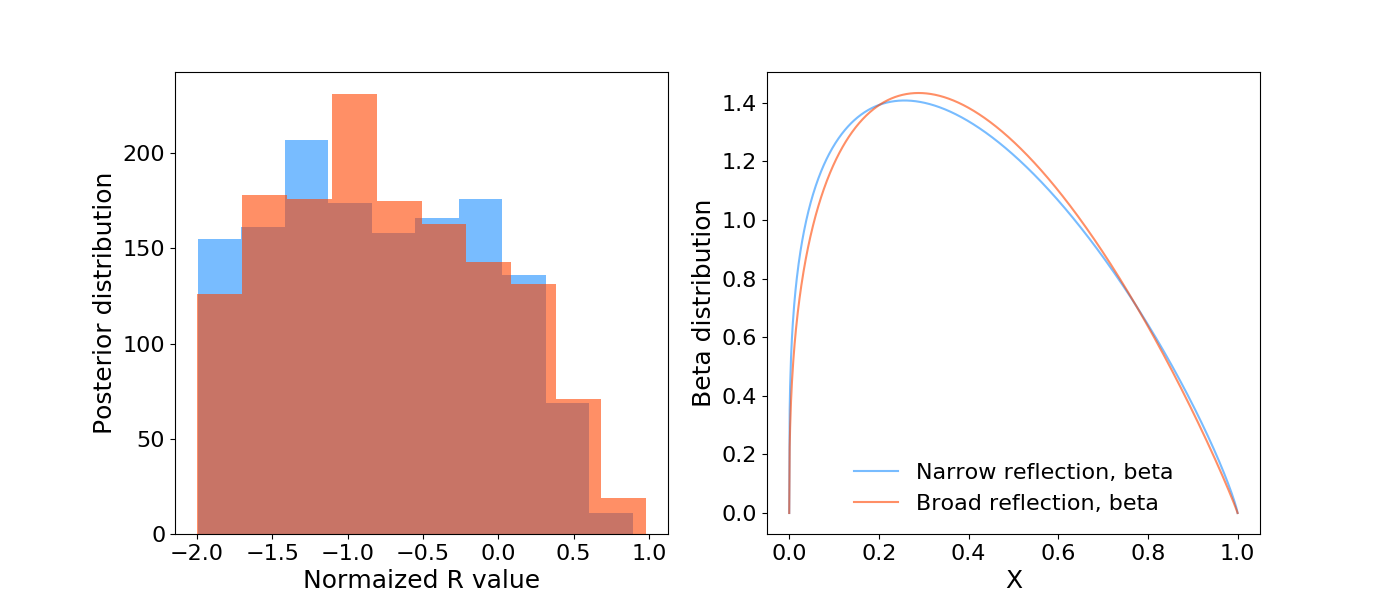 Posterior distribution
200
150
100
50
0
−2.0 −1.5 −1.0 −0.5 0.0 0.5 1.0
Normaized R value
Beta distribution
1.4
1.2
1.0
0.8
0.6
0.4
0.2
0.0
Narrow reflection, beta
Broad reflection, beta
0.0 0.2 0.4 0.6 0.8 1.0
X